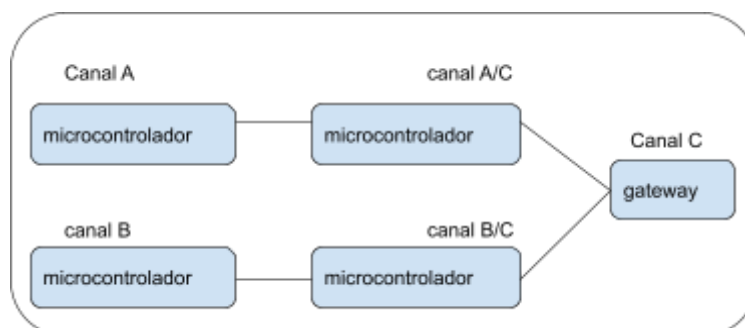 Canal A
canal A/C
microcontrolador
microcontrolador
Canal C
gateway
canal B
canal B/C
microcontrolador
microcontrolador